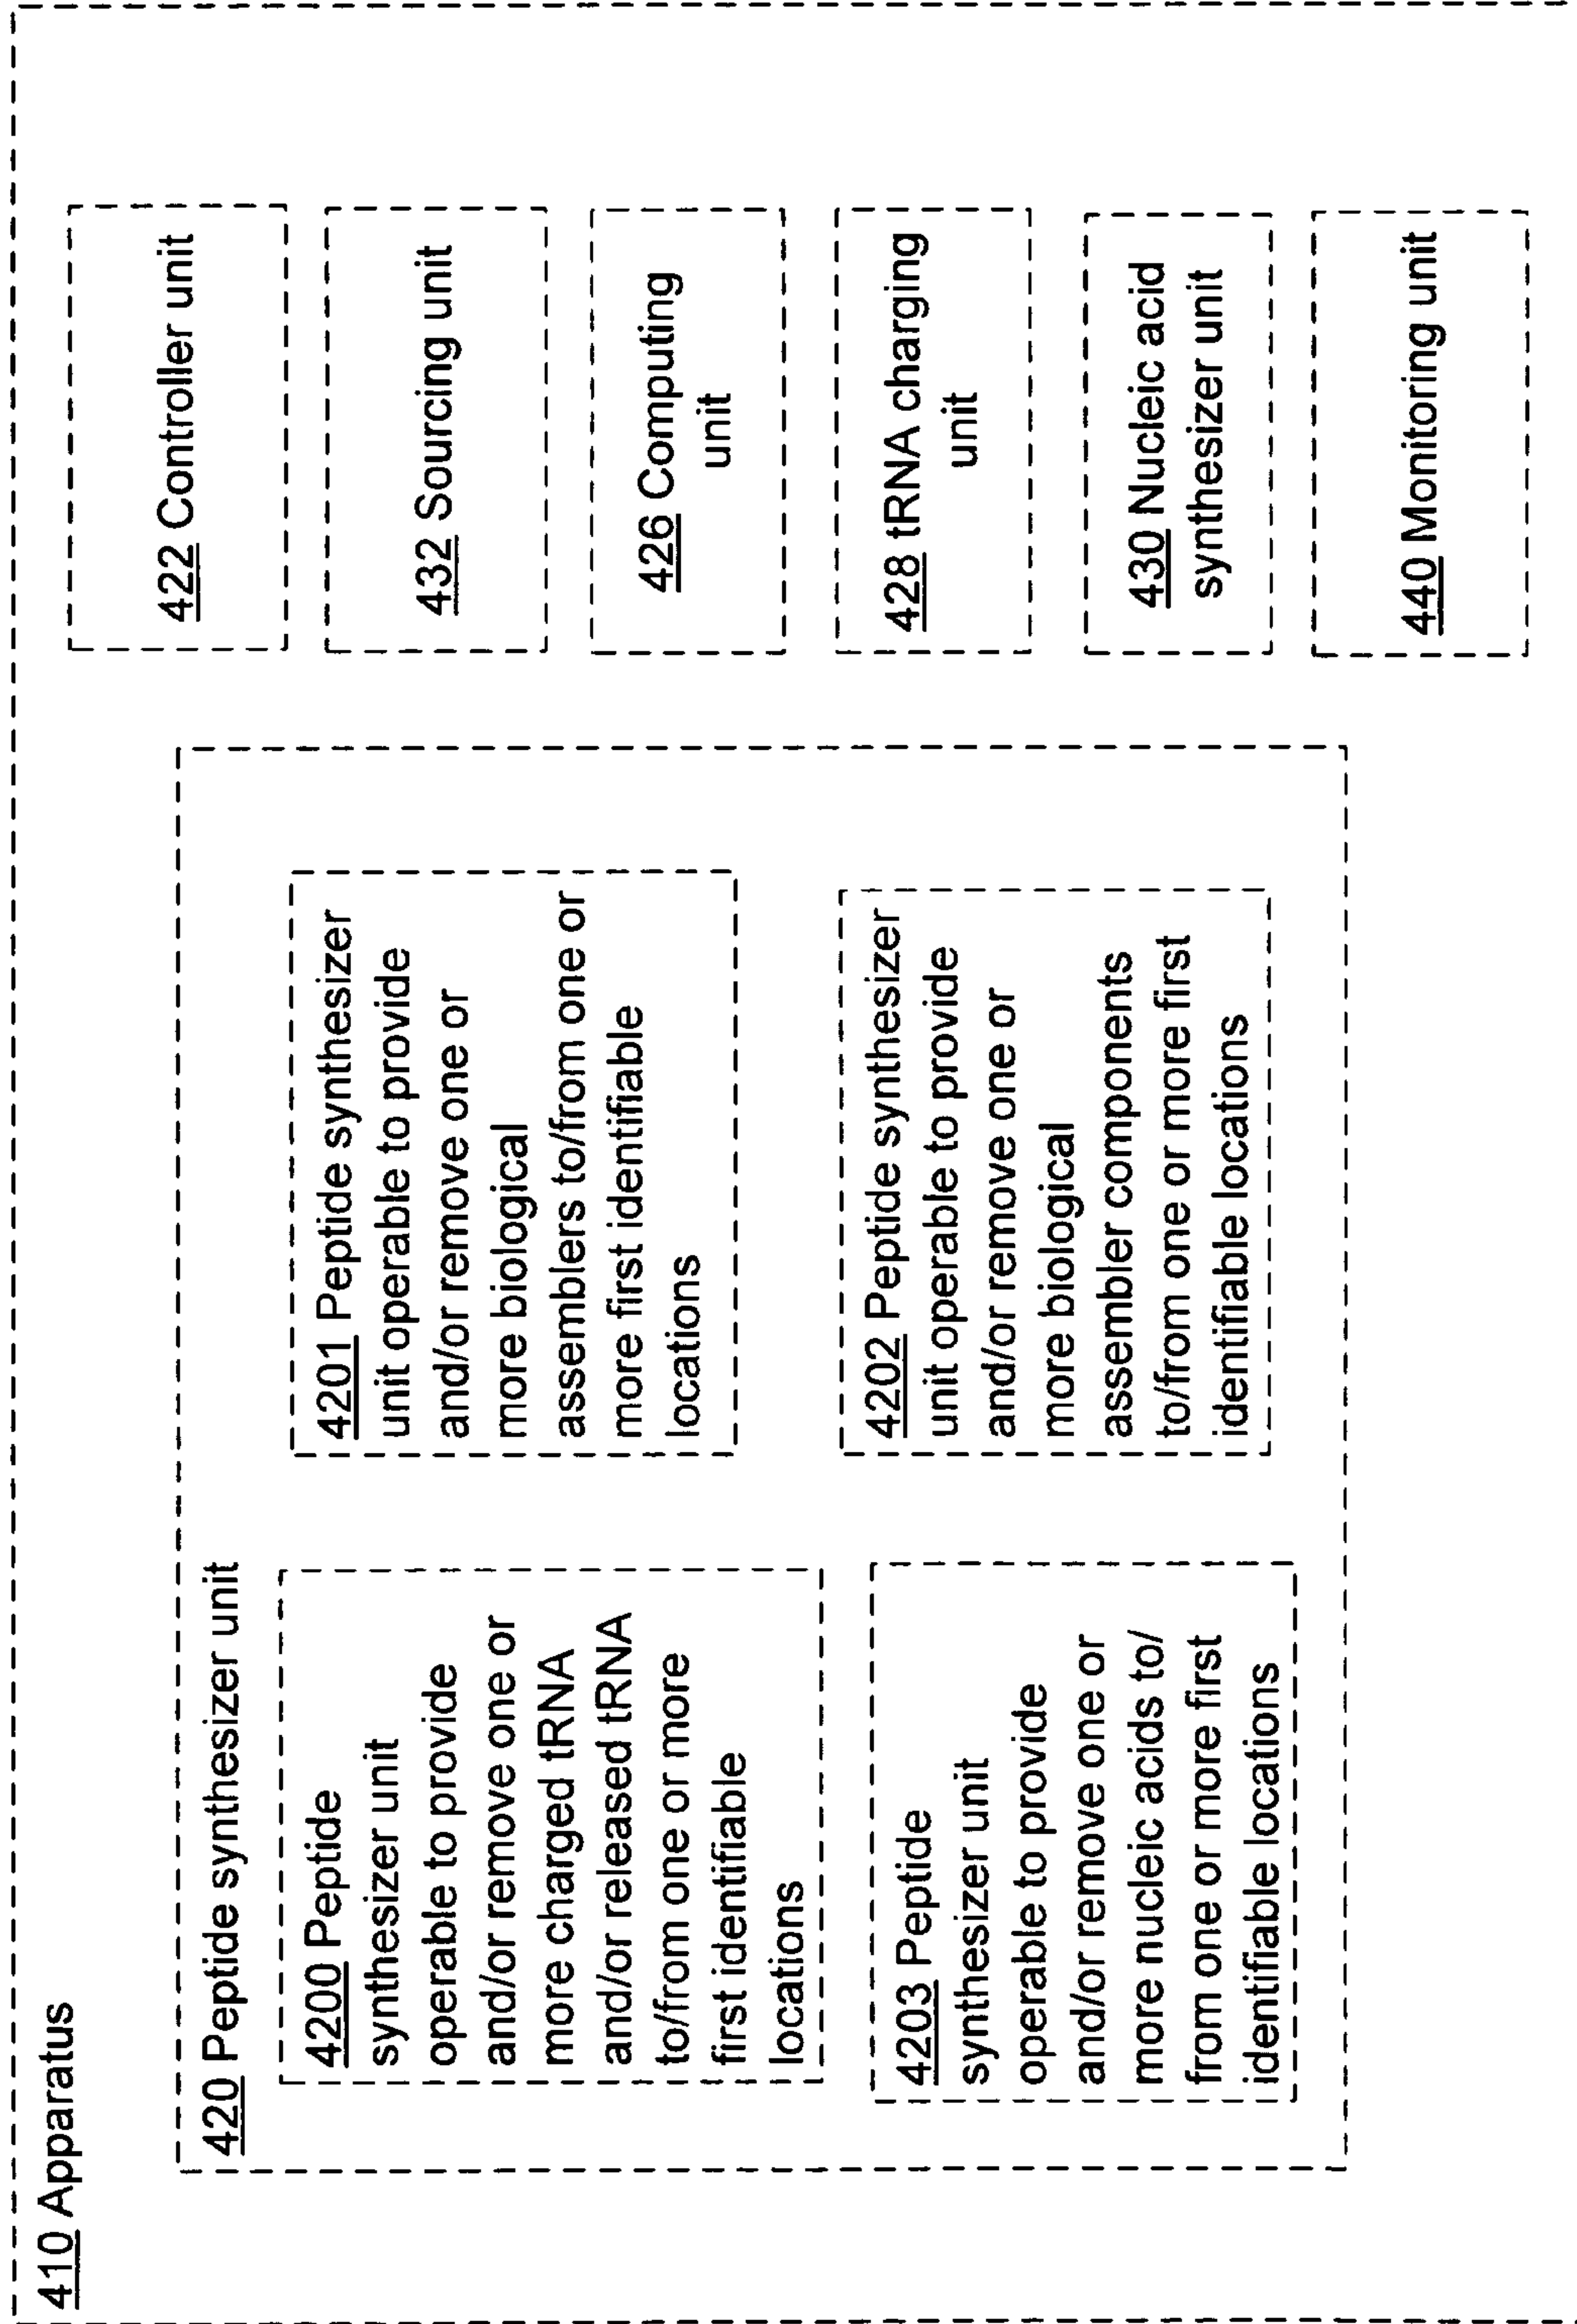 410 Apparatus
420 Peptide synthesizer unit
4200 Peptide
synthesizer unit
operable to provide
and/or remove one or
more charged tRNA
and/or released tRNA
to/from one or more
first identifiable
locations
4201 Peptide synthesizer
unit operable to provide
and/or remove one or
more biological
assemblers to/from one or
more first identifiable
locations
4203 Peptide
synthesizer unit
operable to provide
and/or remove one or
more nucleic acids to/
from one or more first
identifiable locations
4202 Peptide synthesizer
unit operable to provide
and/or remove one or
more biological
assembler components
to/from one or more first
identifiable locations
422 Controller unit
432 Sourcing unit
426 Computing
unit
428 tRNA charging
unit
430 Nucleic acid
synthesizer unit
440 Monitoring unit